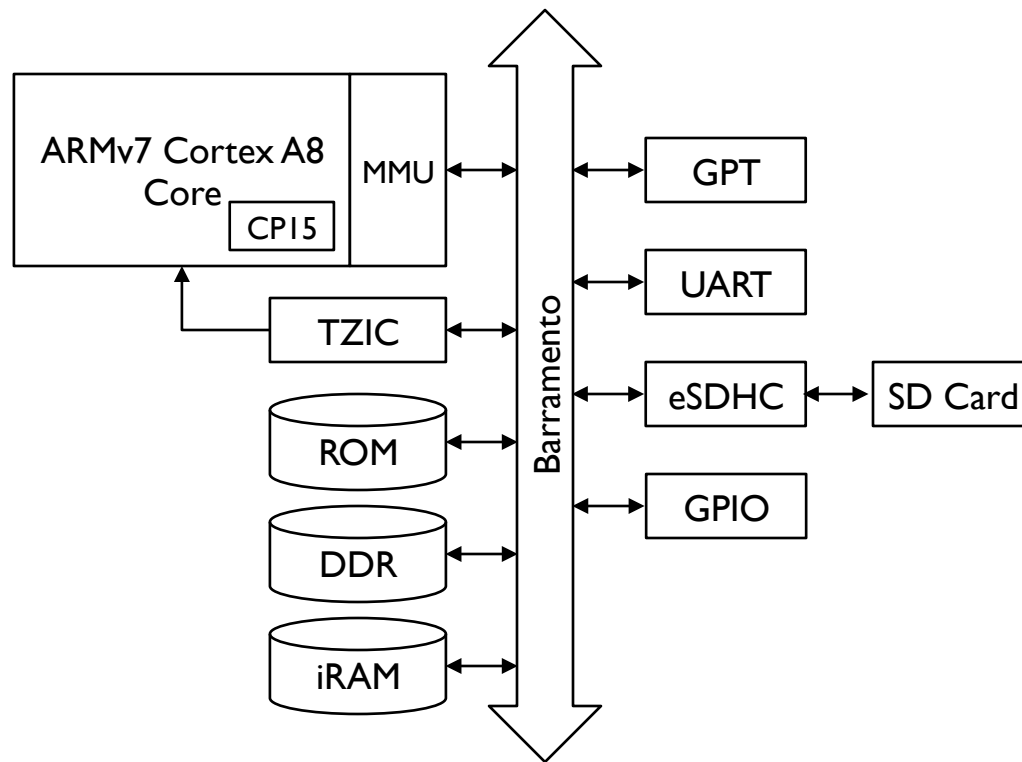 ARMv7 Cortex A8
Core
CP15
MMU
TZIC
ROM
DDR
iRAM
Barramento
GPT
UART
eSDHC
SD Card
GPIO